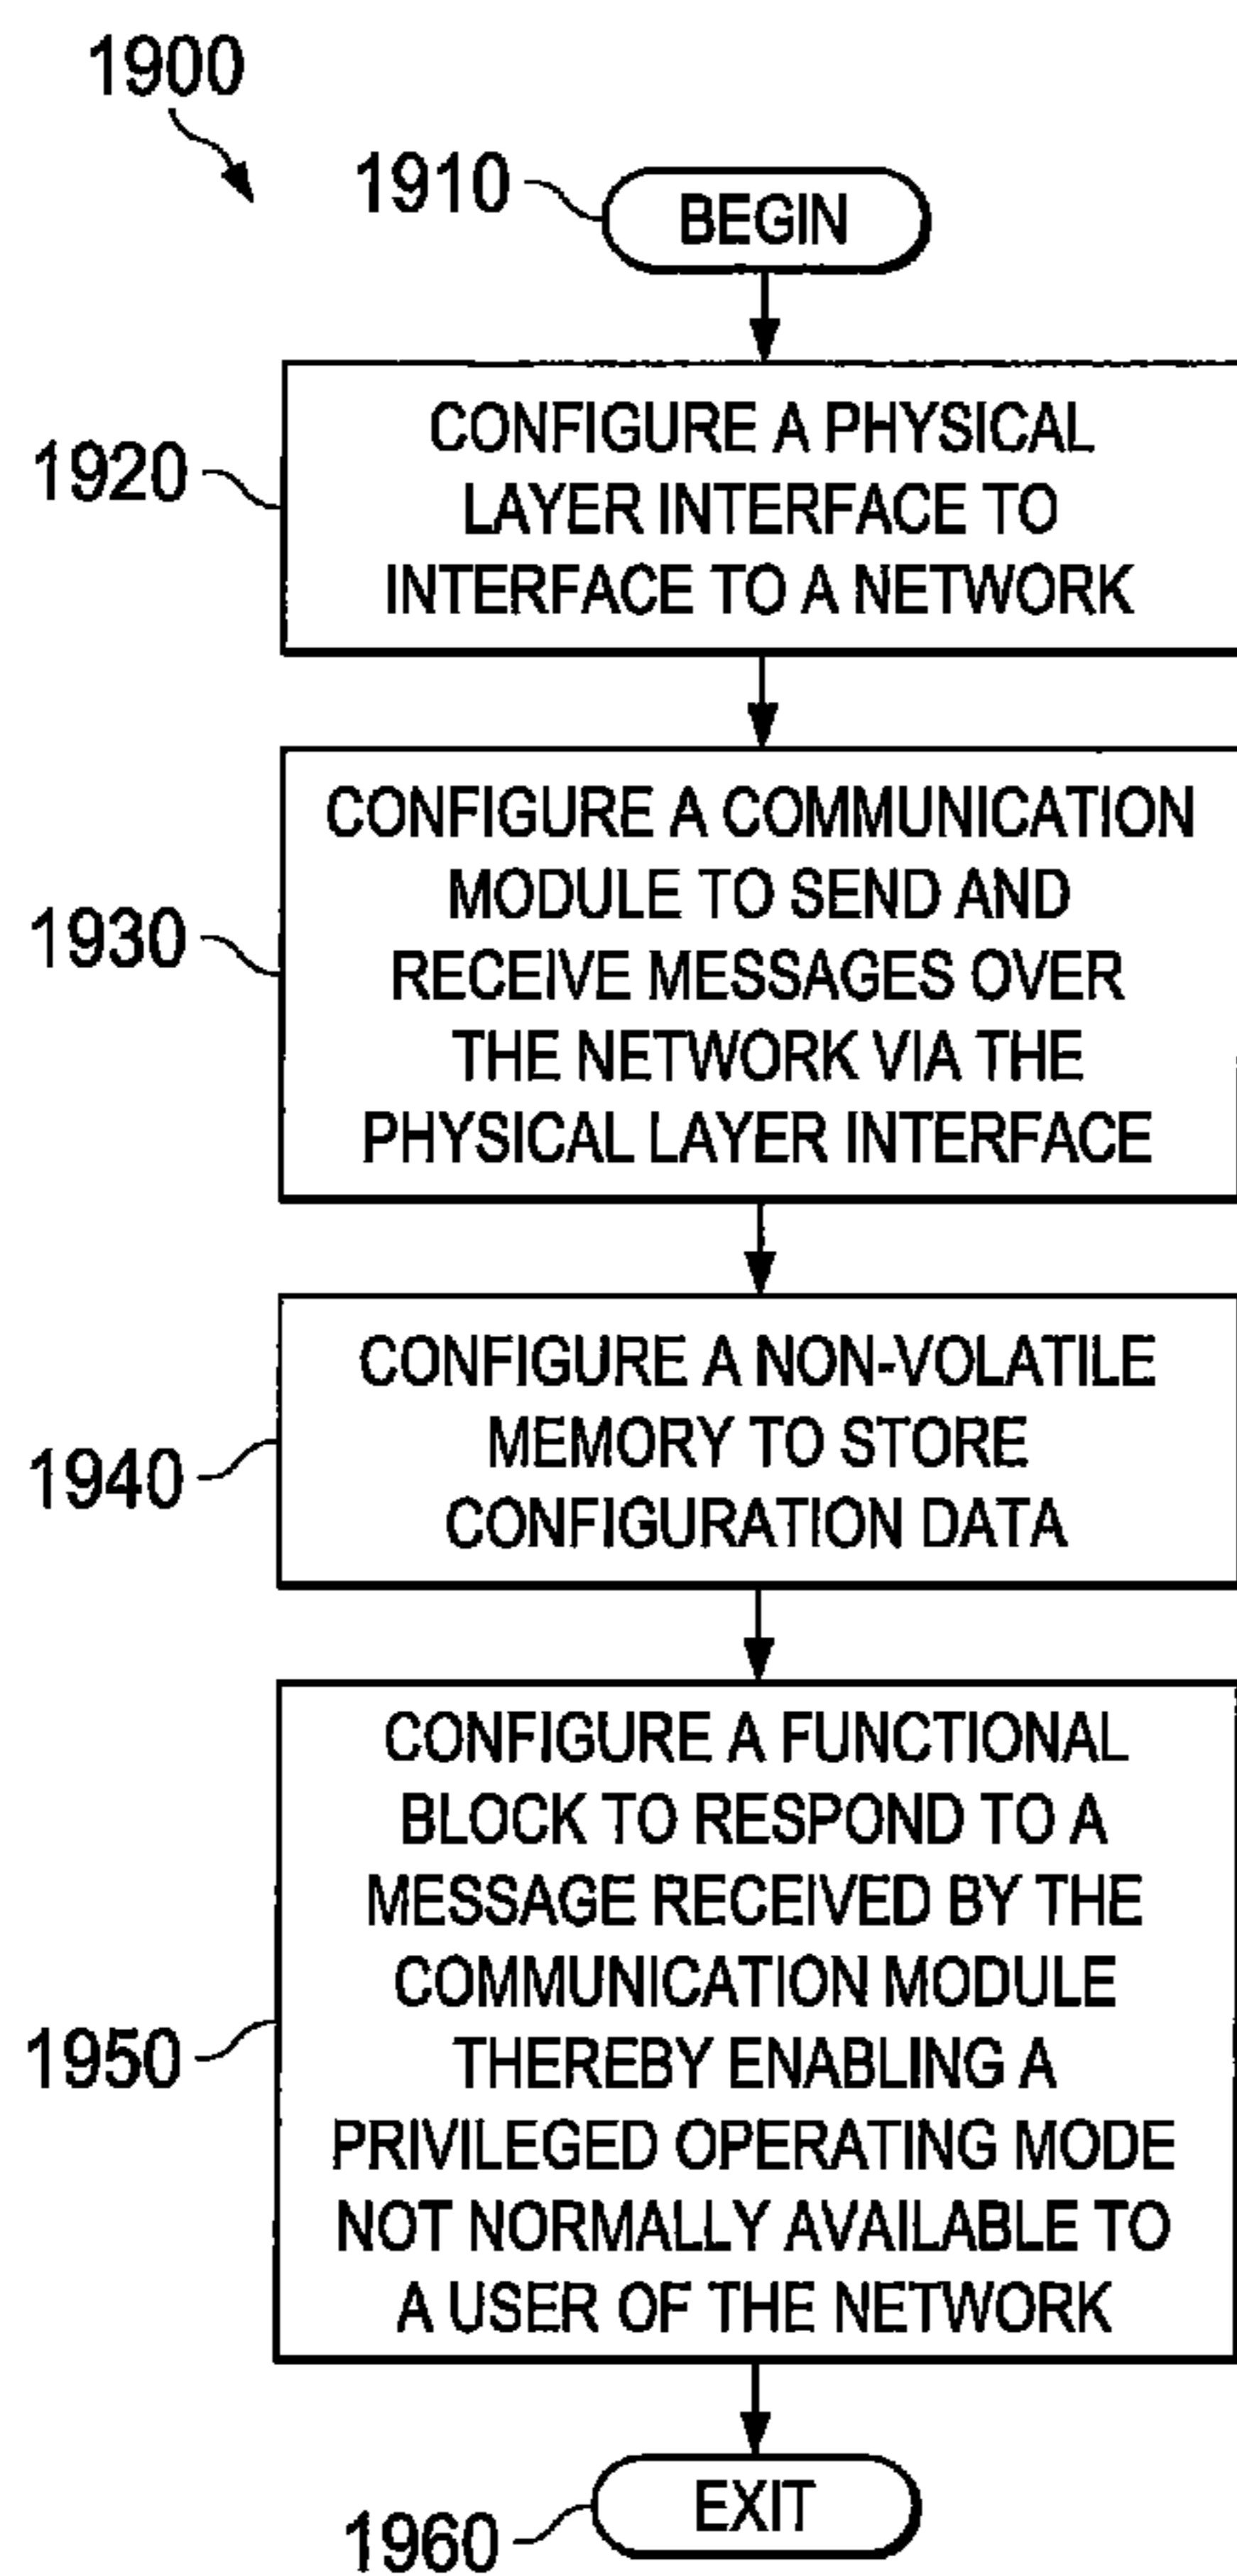 1900
1910
BEGIN
1920
CONFIGURE A PHYSICAL
LAYER INTERFACE TO
INTERFACE TO A NETWORK
1930
CONFIGURE A COMMUNICATION
MODULE TO SEND AND
RECEIVE MESSAGES OVER
THE NETWORK VIA THE
PHYSICAL LAYER INTERFACE
1940
CONFIGURE A NON-VOLATILE
MEMORY TO STORE
CONFIGURATION DATA
1950
CONFIGURE A FUNCTIONAL
BLOCK TO RESPOND TO A
MESSAGE RECEIVED BY THE
COMMUNICATION MODULE
THEREBY ENABLING A
PRIVILEGED OPERATING MODE
NOT NORMALLY AVAILABLE TO
A USER OF THE NETWORK
1960
EXIT